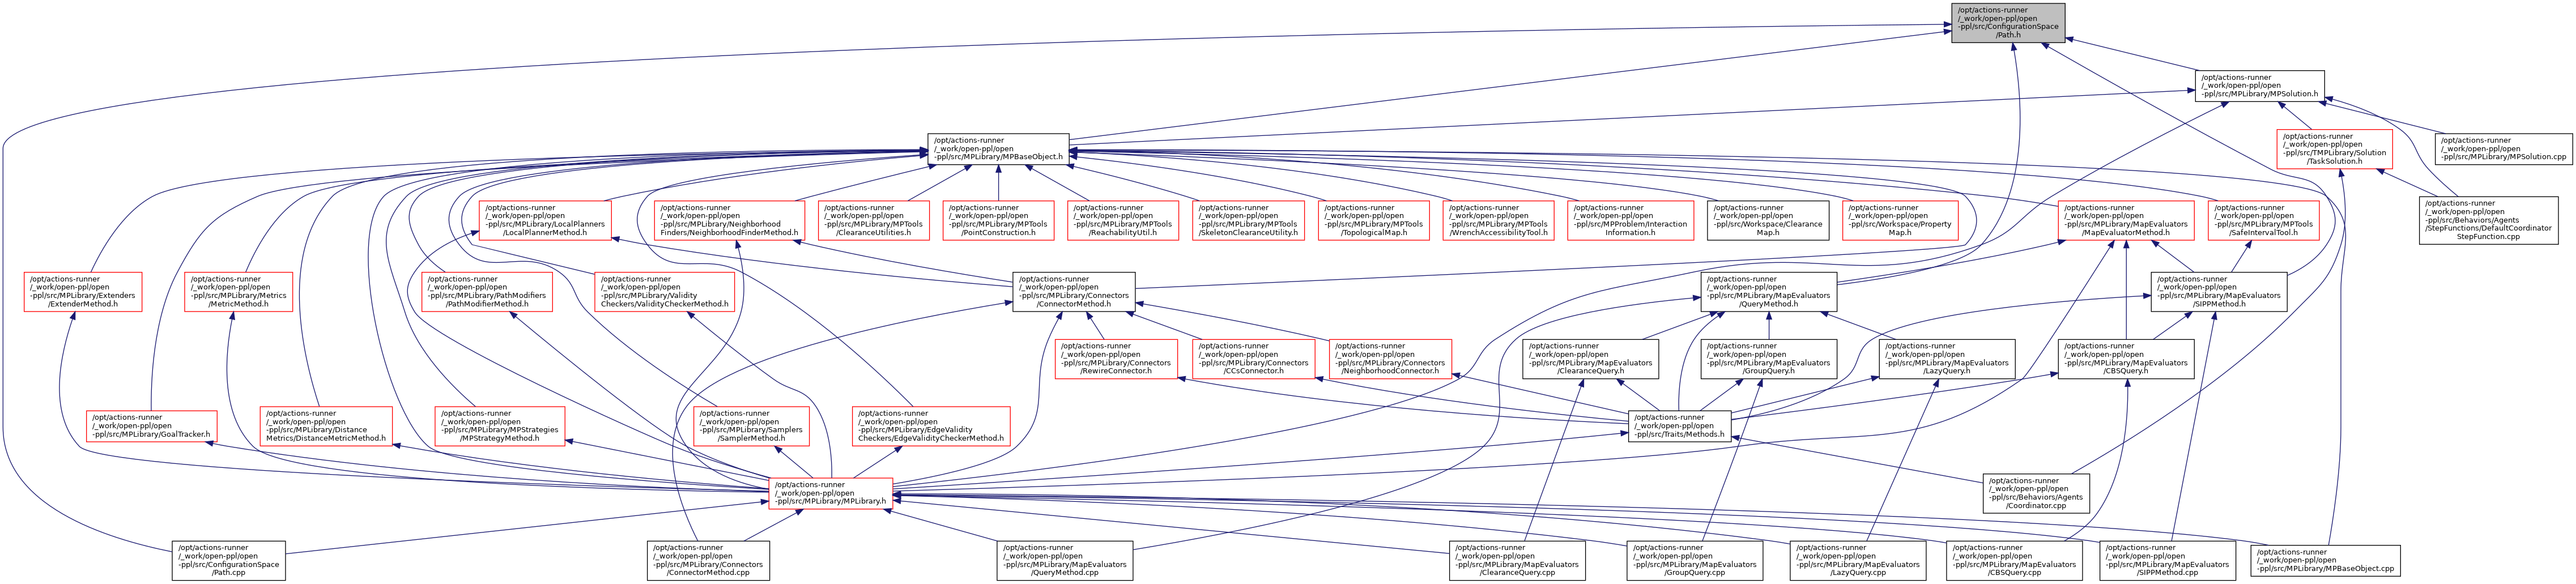 /opt/actions-runner
/_work/open-ppl/open
-ppl/src/ConfigurationSpace
/Path.h
/opt/actions-runner
/_work/open-ppl/open
-ppl/src/MPLibrary/MPSolution.h
/opt/actions-runner
/_work/open-ppl/open
-ppl/src/MPLibrary/MPBaseObject.h
/opt/actions-runner
/_work/open-ppl/open
-ppl/src/TMPLibrary/Solution
/TaskSolution.h
/opt/actions-runner
/_work/open-ppl/open
-ppl/src/MPLibrary/MPSolution.cpp
/opt/actions-runner
/_work/open-ppl/open
-ppl/src/MPLibrary/LocalPlanners
/LocalPlannerMethod.h
/opt/actions-runner
/_work/open-ppl/open
-ppl/src/MPLibrary/Neighborhood
Finders/NeighborhoodFinderMethod.h
/opt/actions-runner
/_work/open-ppl/open
-ppl/src/MPLibrary/MPTools
/ClearanceUtilities.h
/opt/actions-runner
/_work/open-ppl/open
-ppl/src/MPLibrary/MPTools
/PointConstruction.h
/opt/actions-runner
/_work/open-ppl/open
-ppl/src/MPLibrary/MPTools
/ReachabilityUtil.h
/opt/actions-runner
/_work/open-ppl/open
-ppl/src/MPLibrary/MPTools
/SkeletonClearanceUtility.h
/opt/actions-runner
/_work/open-ppl/open
-ppl/src/MPLibrary/MPTools
/TopologicalMap.h
/opt/actions-runner
/_work/open-ppl/open
-ppl/src/MPLibrary/MPTools
/WrenchAccessibilityTool.h
/opt/actions-runner
/_work/open-ppl/open
-ppl/src/MPProblem/Interaction
Information.h
/opt/actions-runner
/_work/open-ppl/open
-ppl/src/Workspace/Clearance
Map.h
/opt/actions-runner
/_work/open-ppl/open
-ppl/src/Workspace/Property
Map.h
/opt/actions-runner
/_work/open-ppl/open
-ppl/src/MPLibrary/MapEvaluators
/MapEvaluatorMethod.h
/opt/actions-runner
/_work/open-ppl/open
-ppl/src/MPLibrary/MPTools
/SafeIntervalTool.h
/opt/actions-runner
/_work/open-ppl/open
-ppl/src/Behaviors/Agents
/StepFunctions/DefaultCoordinator
StepFunction.cpp
/opt/actions-runner
/_work/open-ppl/open
-ppl/src/MPLibrary/Extenders
/ExtenderMethod.h
/opt/actions-runner
/_work/open-ppl/open
-ppl/src/MPLibrary/Metrics
/MetricMethod.h
/opt/actions-runner
/_work/open-ppl/open
-ppl/src/MPLibrary/PathModifiers
/PathModifierMethod.h
/opt/actions-runner
/_work/open-ppl/open
-ppl/src/MPLibrary/Validity
Checkers/ValidityCheckerMethod.h
/opt/actions-runner
/_work/open-ppl/open
-ppl/src/MPLibrary/Connectors
/ConnectorMethod.h
/opt/actions-runner
/_work/open-ppl/open
-ppl/src/MPLibrary/MapEvaluators
/QueryMethod.h
/opt/actions-runner
/_work/open-ppl/open
-ppl/src/MPLibrary/MapEvaluators
/SIPPMethod.h
/opt/actions-runner
/_work/open-ppl/open
-ppl/src/MPLibrary/Connectors
/RewireConnector.h
/opt/actions-runner
/_work/open-ppl/open
-ppl/src/MPLibrary/Connectors
/CCsConnector.h
/opt/actions-runner
/_work/open-ppl/open
-ppl/src/MPLibrary/Connectors
/NeighborhoodConnector.h
/opt/actions-runner
/_work/open-ppl/open
-ppl/src/MPLibrary/MapEvaluators
/ClearanceQuery.h
/opt/actions-runner
/_work/open-ppl/open
-ppl/src/MPLibrary/MapEvaluators
/GroupQuery.h
/opt/actions-runner
/_work/open-ppl/open
-ppl/src/MPLibrary/MapEvaluators
/LazyQuery.h
/opt/actions-runner
/_work/open-ppl/open
-ppl/src/MPLibrary/MapEvaluators
/CBSQuery.h
/opt/actions-runner
/_work/open-ppl/open
-ppl/src/MPLibrary/GoalTracker.h
/opt/actions-runner
/_work/open-ppl/open
-ppl/src/MPLibrary/Distance
Metrics/DistanceMetricMethod.h
/opt/actions-runner
/_work/open-ppl/open
-ppl/src/MPLibrary/MPStrategies
/MPStrategyMethod.h
/opt/actions-runner
/_work/open-ppl/open
-ppl/src/MPLibrary/Samplers
/SamplerMethod.h
/opt/actions-runner
/_work/open-ppl/open
-ppl/src/MPLibrary/EdgeValidity
Checkers/EdgeValidityCheckerMethod.h
/opt/actions-runner
/_work/open-ppl/open
-ppl/src/Traits/Methods.h
/opt/actions-runner
/_work/open-ppl/open
-ppl/src/MPLibrary/MPLibrary.h
/opt/actions-runner
/_work/open-ppl/open
-ppl/src/Behaviors/Agents
/Coordinator.cpp
/opt/actions-runner
/_work/open-ppl/open
-ppl/src/ConfigurationSpace
/Path.cpp
/opt/actions-runner
/_work/open-ppl/open
-ppl/src/MPLibrary/Connectors
/ConnectorMethod.cpp
/opt/actions-runner
/_work/open-ppl/open
-ppl/src/MPLibrary/MapEvaluators
/QueryMethod.cpp
/opt/actions-runner
/_work/open-ppl/open
-ppl/src/MPLibrary/MapEvaluators
/ClearanceQuery.cpp
/opt/actions-runner
/_work/open-ppl/open
-ppl/src/MPLibrary/MapEvaluators
/GroupQuery.cpp
/opt/actions-runner
/_work/open-ppl/open
-ppl/src/MPLibrary/MapEvaluators
/LazyQuery.cpp
/opt/actions-runner
/_work/open-ppl/open
-ppl/src/MPLibrary/MapEvaluators
/CBSQuery.cpp
/opt/actions-runner
/_work/open-ppl/open
-ppl/src/MPLibrary/MapEvaluators
/SIPPMethod.cpp
/opt/actions-runner
/_work/open-ppl/open
-ppl/src/MPLibrary/MPBaseObject.cpp